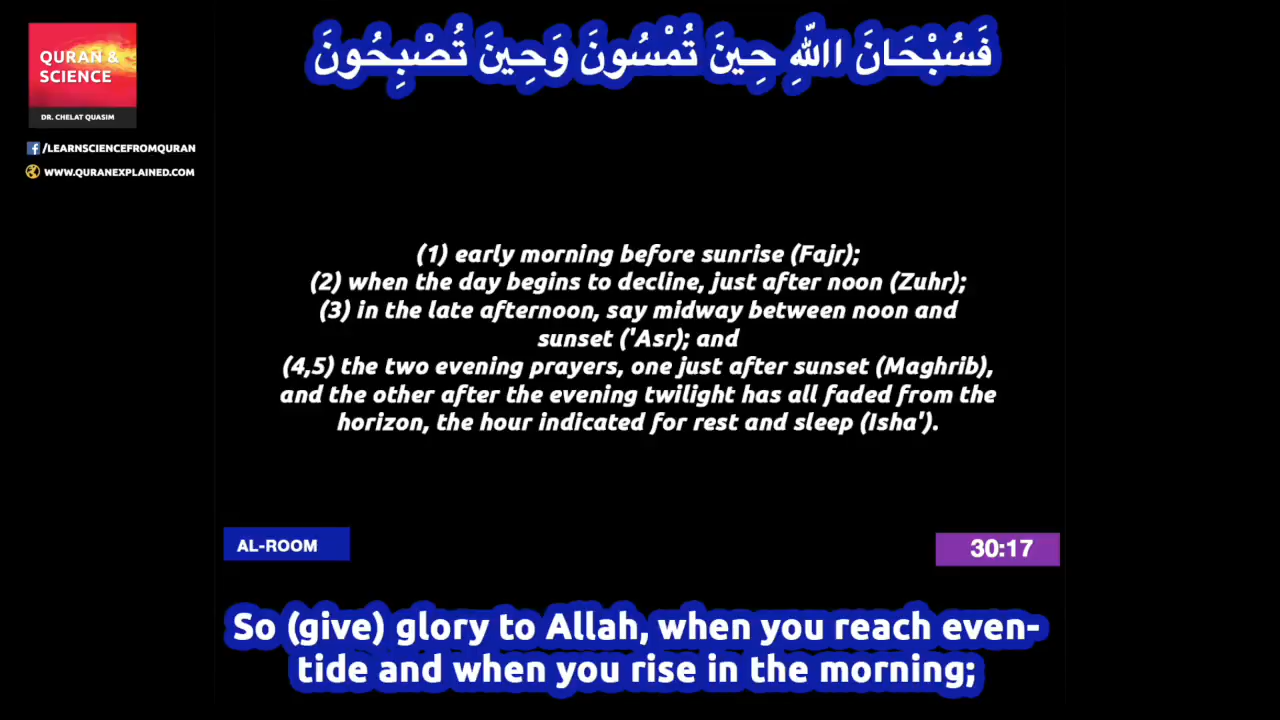 فَسُبْحَانَ اللَّهِ حِينَ تُمْسُونَ وَحِينَ تُصْبِحُونَ
QURAN &
SCIENCE
DR. CHELAT QUASIM
/LEARNSCIENCEFROMQURAN
WWW.QURANEXPLAINED.COM
(1) early morning before sunrise (Fajr);
(2) when the day begins to decline, just after noon (Zuhr);
(3) in the late afternoon, say midway between noon and
sunset ('Asr); and
(4,5) the two evening prayers, one just after sunset (Maghrib),
and the other after the evening twilight has all faded from the
horizon, the hour indicated for rest and sleep (Isha').
AL-ROOM
30:17
So (give) glory to Allah, when you reach even-
tide and when you rise in the morning;